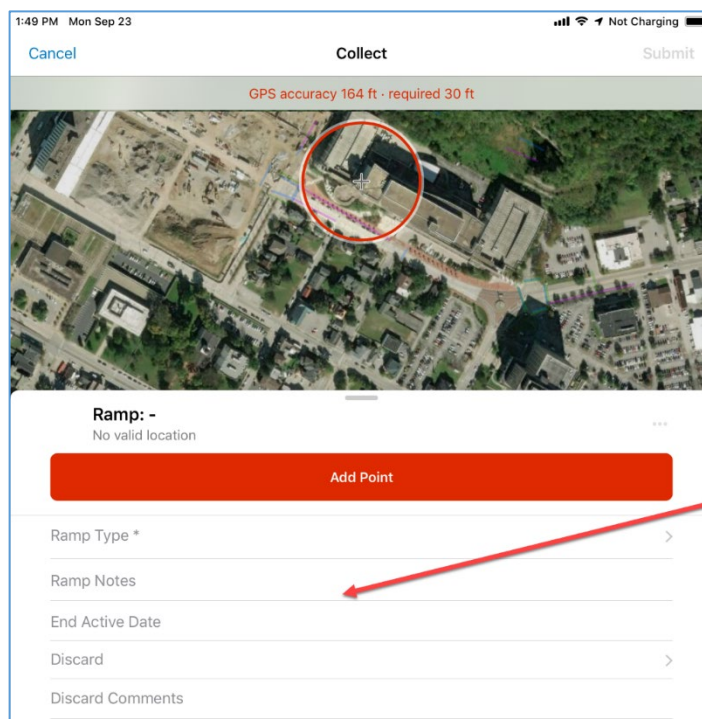 1:49 PM Mon Sep 23 Not Charging
Cancel Collect Submit
GPS accuracy 164 ft · required 30 ft
Ramp: -
No valid location
Add Point
Ramp Type *
Ramp Notes
End Active Date
Discard
Discard Comments